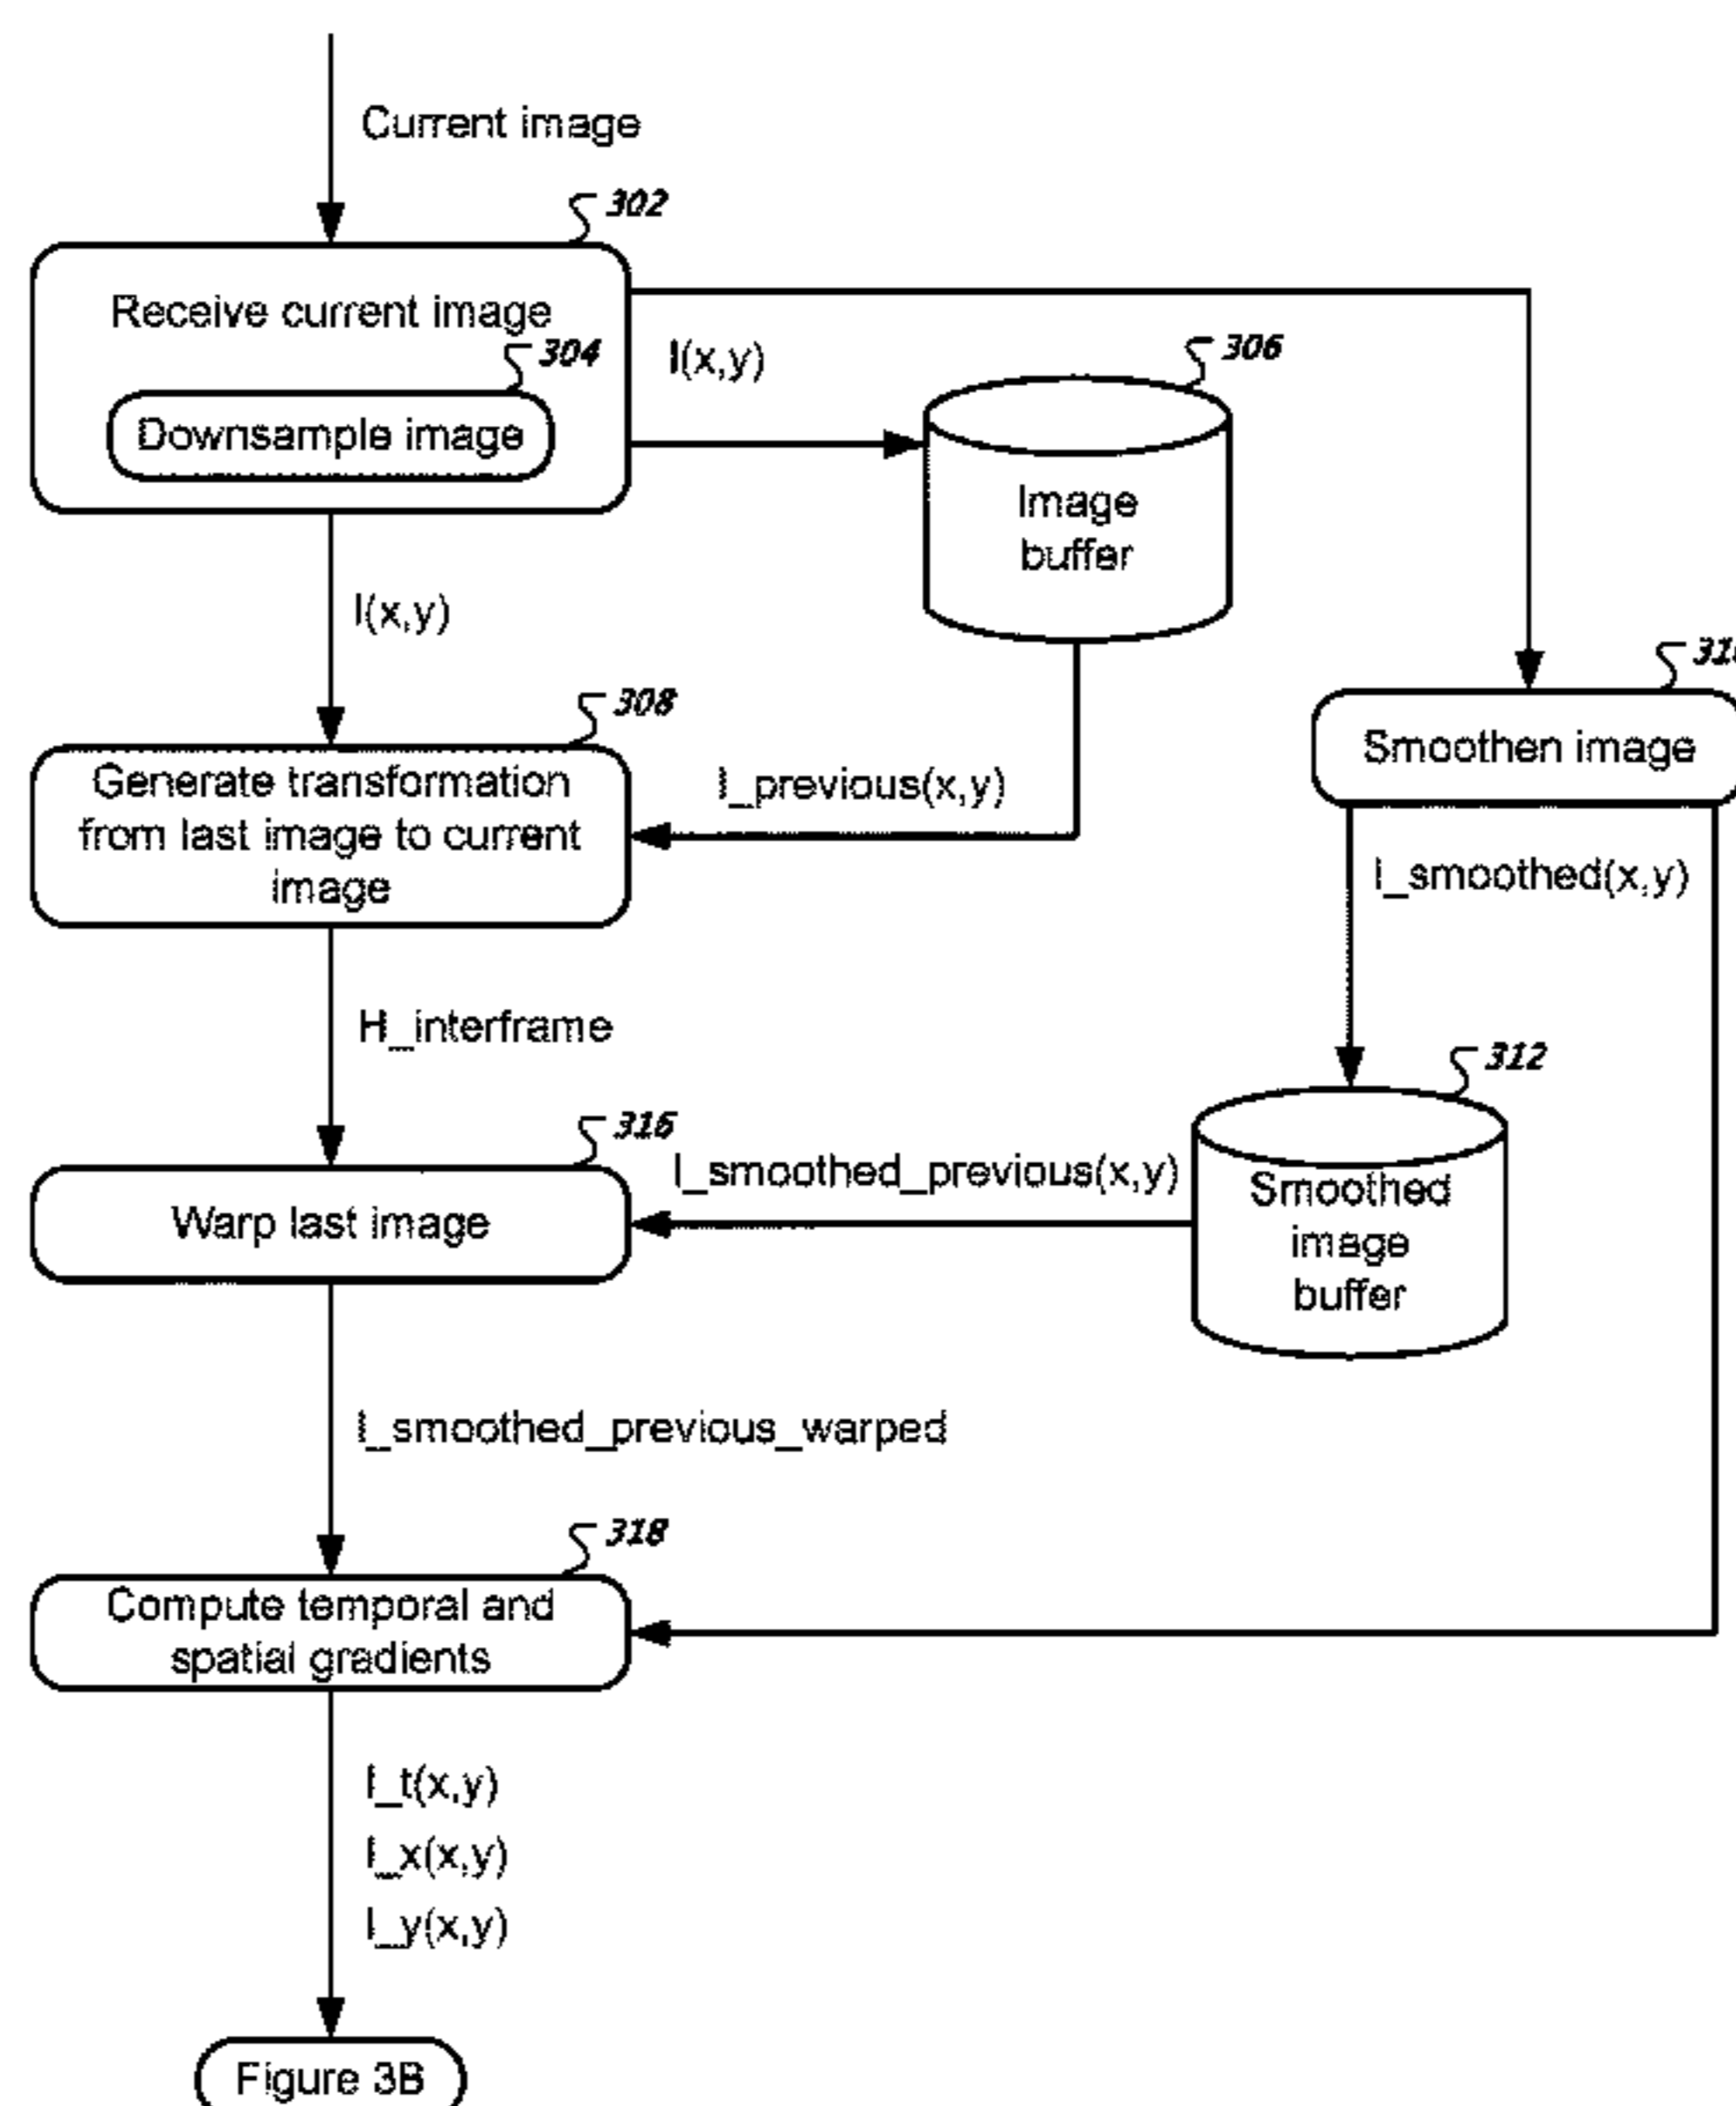 Current image
302
Receive current image
304
Downsample image
I(x,y)
306
Image
buffer
I(x,y)
308
Generate transformation
from last image to current
image
I_previous(x,y)
Smoothen image
I_smoothed(x,y)
H_interframe
312
316
Warp last image
I_smoothed_previous(x,y)
Smoothed
image
buffer
I_smoothed_previous_warped
318
Compute temporal and
spatial gradients
I_t(x,y)
I_x(x,y)
I_y(x,y)
Figure 3B